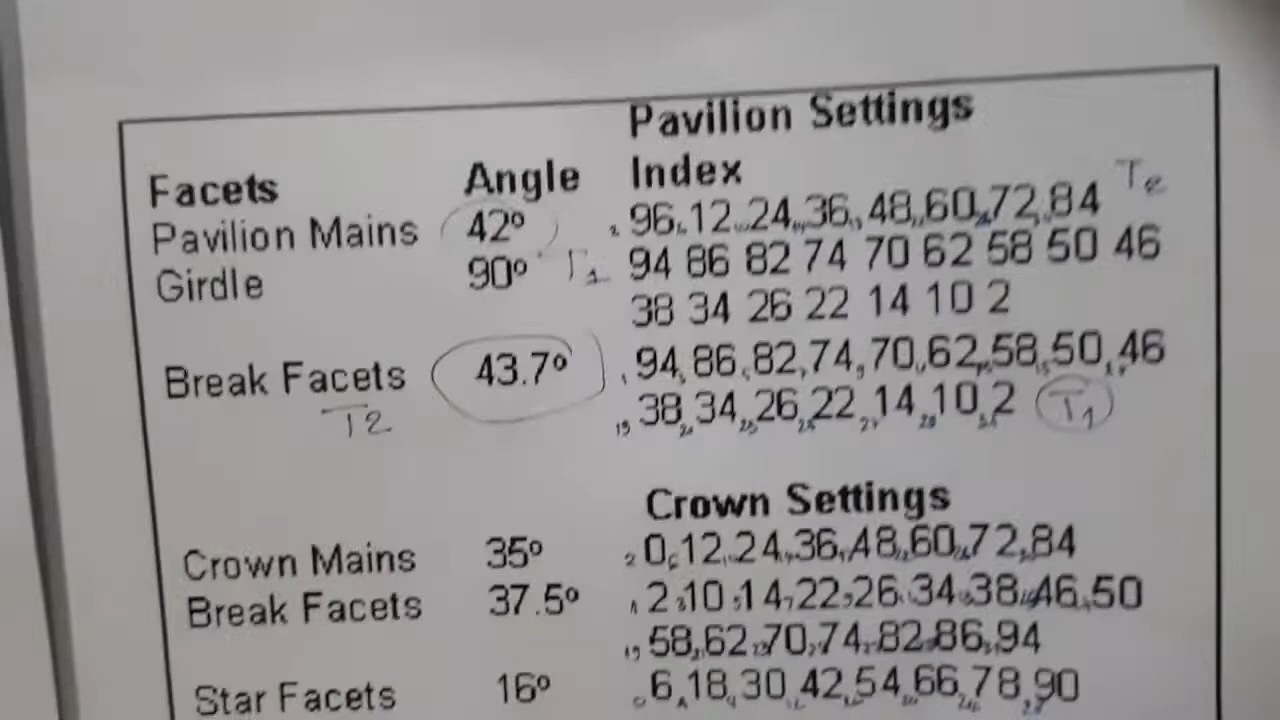 Pavilion Settings
Facets Angle Index
Pavilion Mains 42° 96, 12, 24, 36, 48, 60, 72, 84 T2
Girdle 90° T1 94 86 82 74 70 62 58 50 46
38 34 26 22 14 10 2
Break Facets 43.7° 94, 86, 82, 74, 70, 62, 58, 50, 46
T2 38, 34, 26, 22, 14, 10, 2 T1
Crown Settings
Crown Mains 35° 0, 12, 24, 36, 48, 60, 72, 84
Break Facets 37.5° 2 10 14, 22, 26 34 38 46, 50
58, 62, 70, 74, 82 86, 94
Star Facets 16° 6, 18, 30, 42, 54, 66, 78, 90